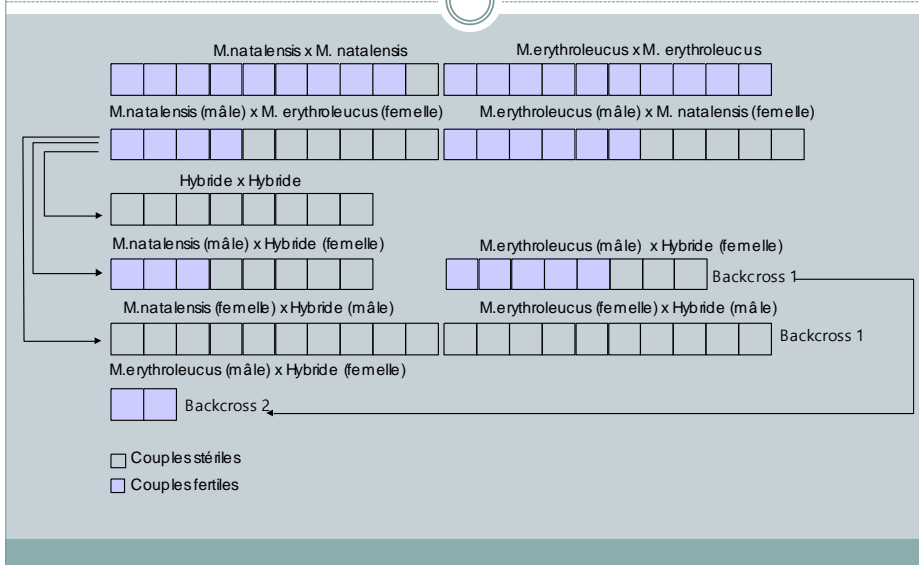 M.natalensis x M. natalensis M.erythroleucus x M. erythroleucus
M.natalensis (mâle) x M. erythroleucus (femelle) M.erythroleucus (mâle) x M. natalensis (femelle)
Hybride x Hybride
M.natalensis (mâle) x Hybride (femelle) M.erythroleucus (mâle) x Hybride (femelle)
Backcross 1
M.natalensis (femelle) x Hybride (mâle) M.erythroleucus (femelle) x Hybride (mâle)
Backcross 1
M.erythroleucus (mâle) x Hybride (femelle)
Backcross 2
Couples stériles
Couples fertiles